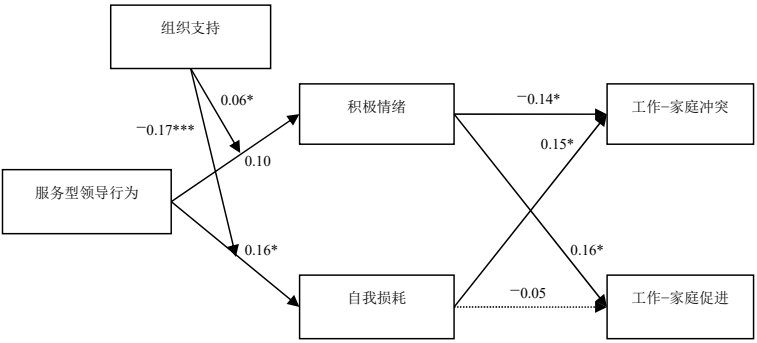 组织支持
0.06*
积极情绪
−0.14*
工作−家庭冲突
−0.17***
0.15*
0.10
服务型领导行为
0.16*
0.16*
自我损耗
−0.05
工作−家庭促进